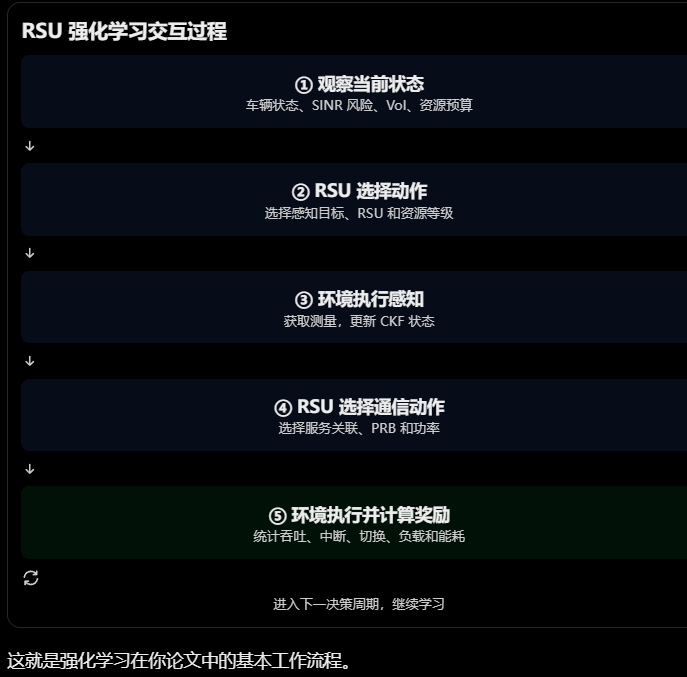 RSU 强化学习交互过程
① 观察当前状态
车辆状态、SINR 风险、VoI、资源预算
↓
② RSU 选择动作
选择感知目标、RSU 和资源等级
↓
③ 环境执行感知
获取测量，更新 CKF 状态
↓
④ RSU 选择通信动作
选择服务关联、PRB 和功率
↓
⑤ 环境执行并计算奖励
统计吞吐、中断、切换、负载和能耗
进入下一决策周期，继续学习
这就是强化学习在你论文中的基本工作流程。